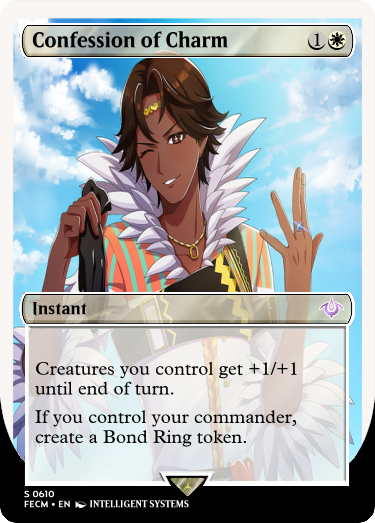 Confession of Charm 1
Instant
Creatures you control get +1/+1
until end of turn.
If you control your commander,
create a Bond Ring token.
S 0610
FECM • EN INTELLIGENT SYSTEMS